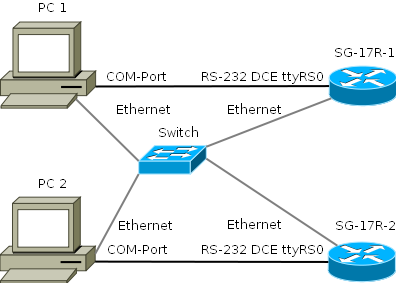 PC 1
SG-17R-1
COM-Port
RS-232 DCE ttyRS0
Ethernet
Ethernet
Switch
PC 2
Ethernet
Ethernet
SG-17R-2
COM-Port
RS-232 DCE ttyRS0